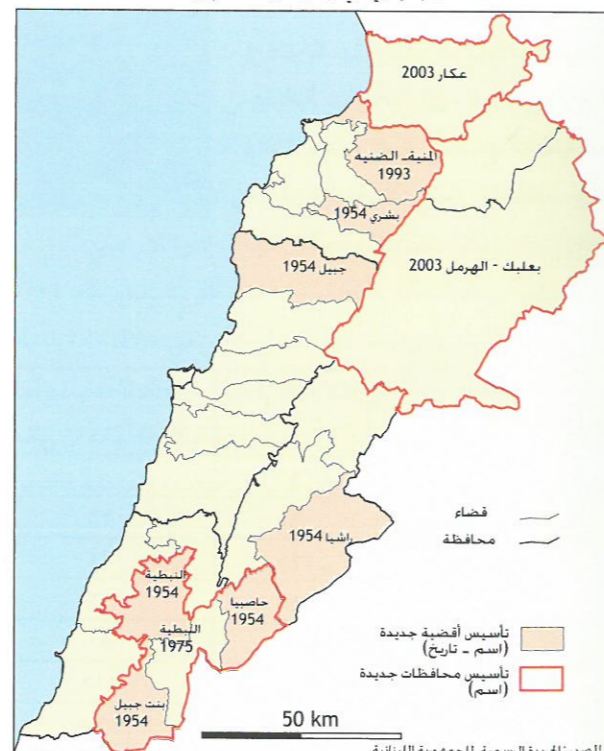 عكار 2003
المنية- الضنيه
1993
بشري 1954
جبيل 1954
بعلبك - الهرمل 2003
راشيا 1954
النبطية
1954
حاصبيا
1954
النبطية
1975
بنت جبيل
1954
قضاء
محافظة
تأسيس أقضية جديدة
(اسم - تاريخ)
تأسيس محافظات جديدة
(اسم)
50 km